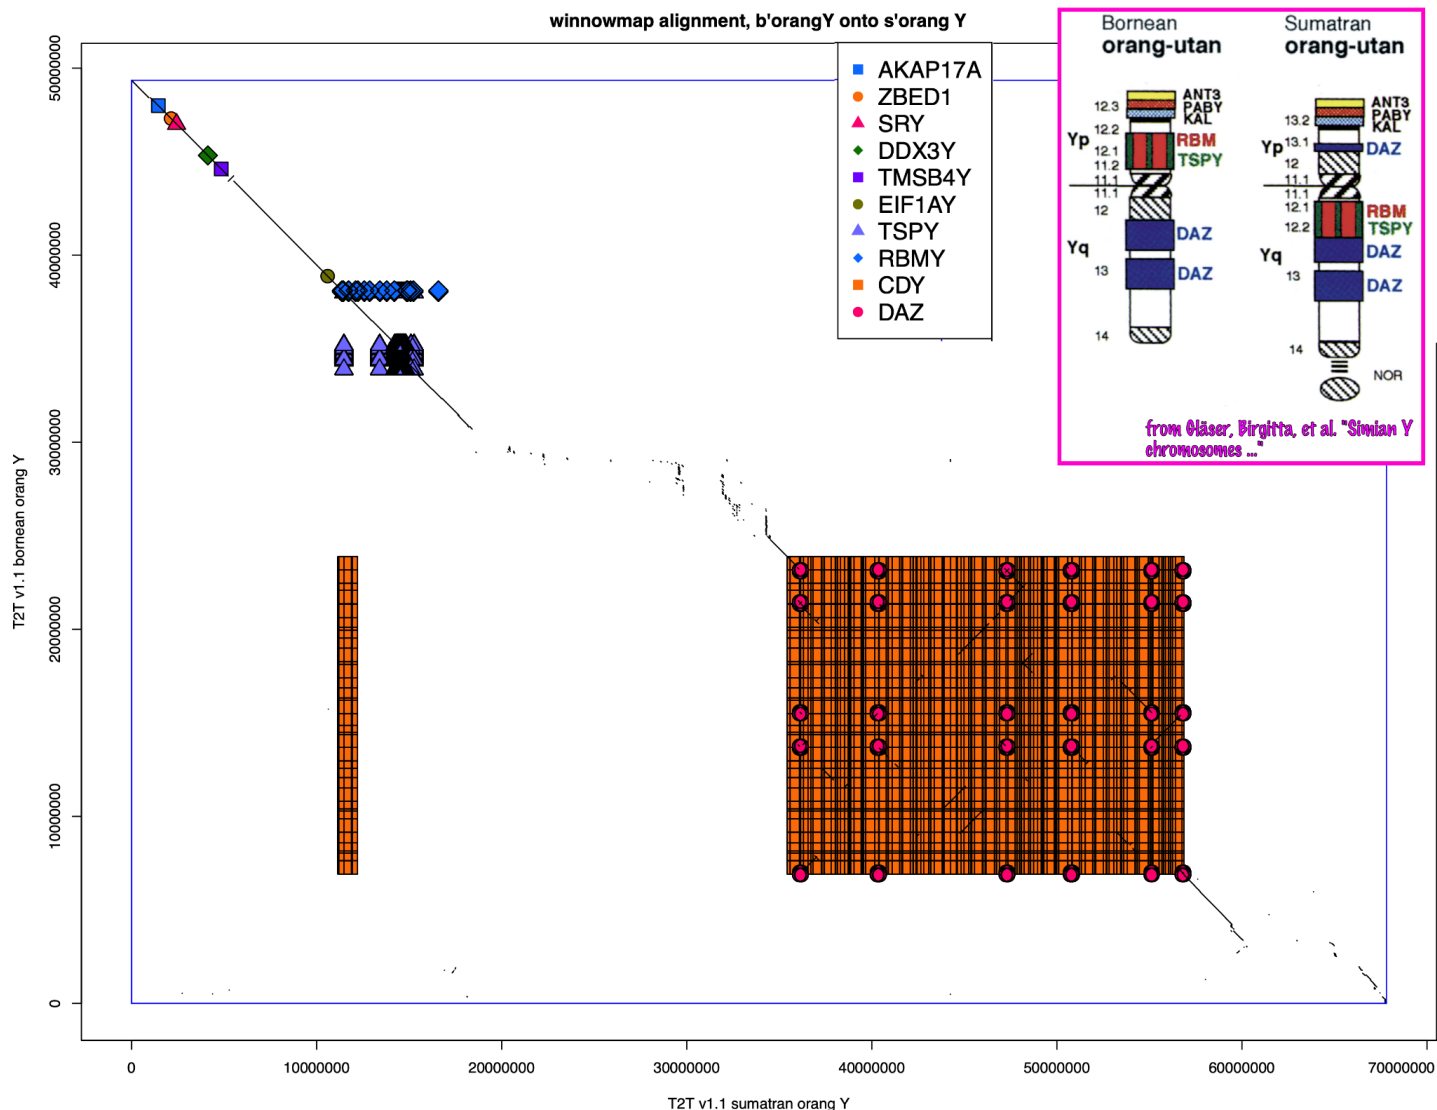 winnowmap alignment, b'orangY onto s'orang Y
T2T v1.1 bornean orang Y
50000000
40000000
30000000
20000000
10000000
0
0
10000000
20000000
30000000
40000000
50000000
60000000
70000000
T2T v1.1 sumatran orang Y
AKAP17A
ZBED1
SRY
DDX3Y
TMSB4Y
EIF1AY
TSPY
RBMY
CDY
DAZ
Bornean
orang-utan
12.3
12.2
Yp
12.1
11.2
11.1
11.1
12
Yq
13
14
ANT3
PABY
KAL
RBM
TSPY
DAZ
DAZ
Sumatran
orang-utan
13.2
13.1
Yp
12
11.1
11.1
12.1
12.2
Yq
13
14
ANT3
PABY
KAL
DAZ
RBM
TSPY
DAZ
DAZ
NOR
from Gläser, Birgitta, et al. "Simian Y
chromosomes ..."